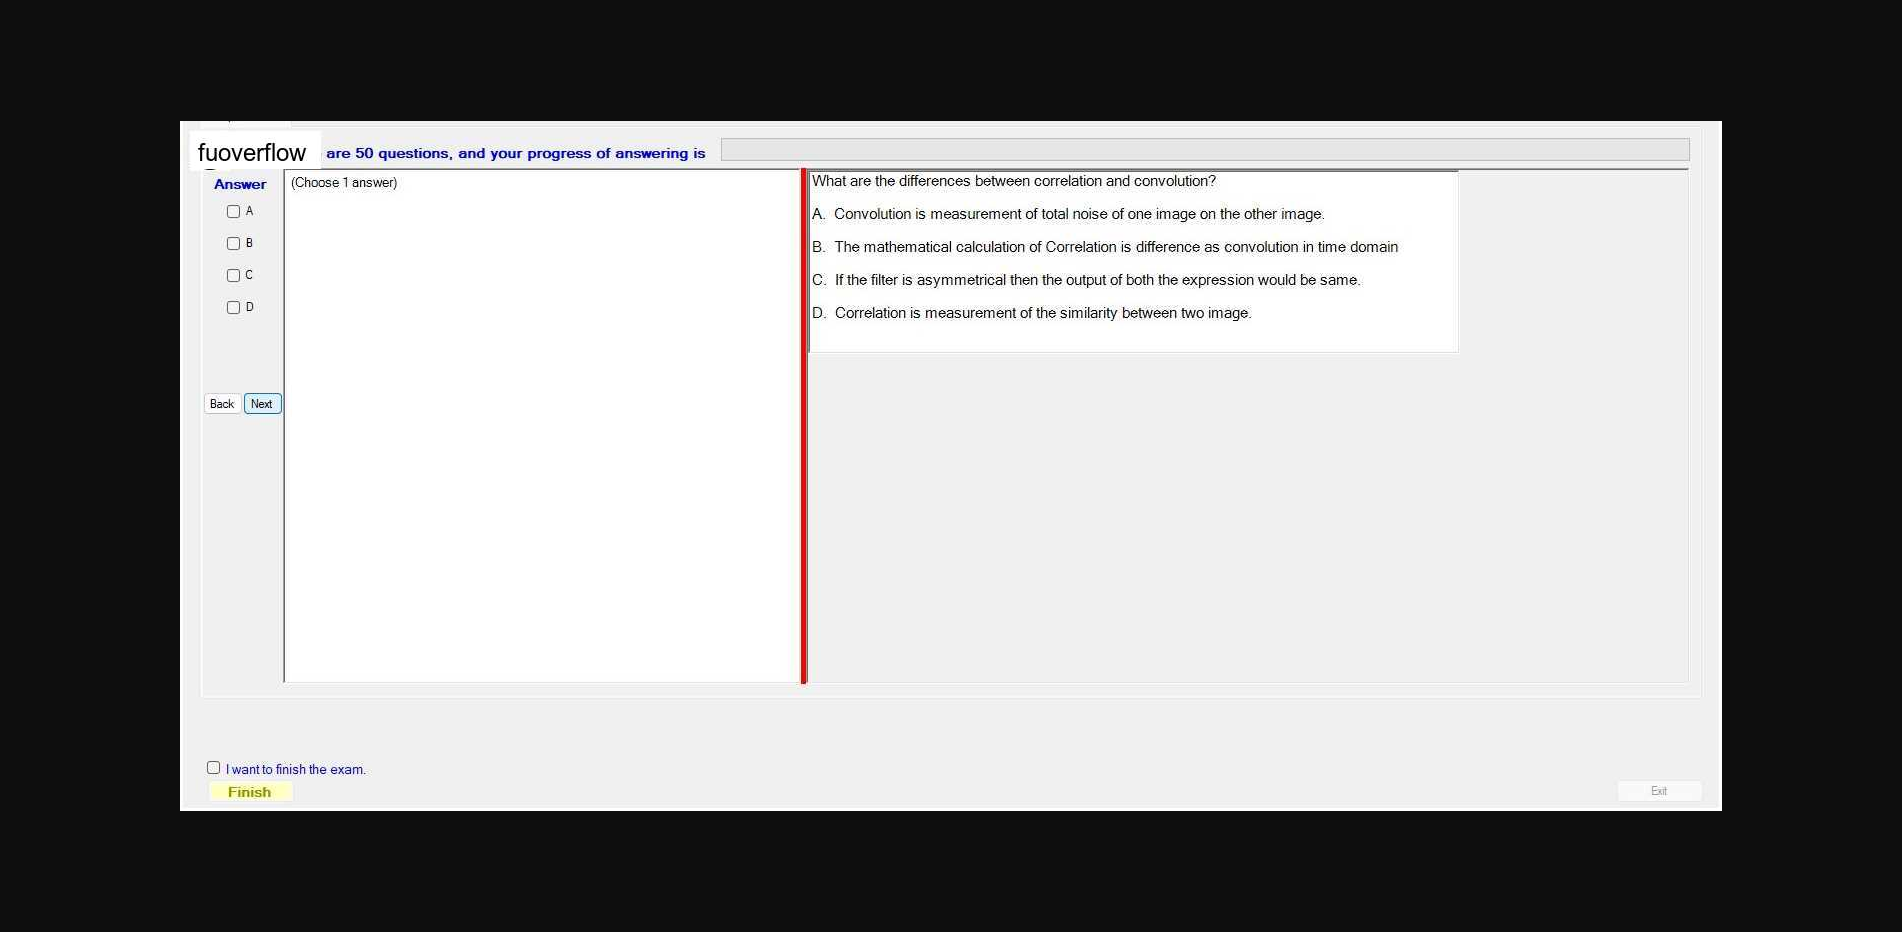 fuoverflow are 50 questions, and your progress of answering is
Answer
(Choose 1 answer)
A
B
C
D
Back Next
What are the differences between correlation and convolution?
A. Convolution is measurement of total noise of one image on the other image.
B. The mathematical calculation of Correlation is difference as convolution in time domain
C. If the filter is asymmetrical then the output of both the expression would be same.
D. Correlation is measurement of the similarity between two image.
I want to finish the exam.
Finish
Exit